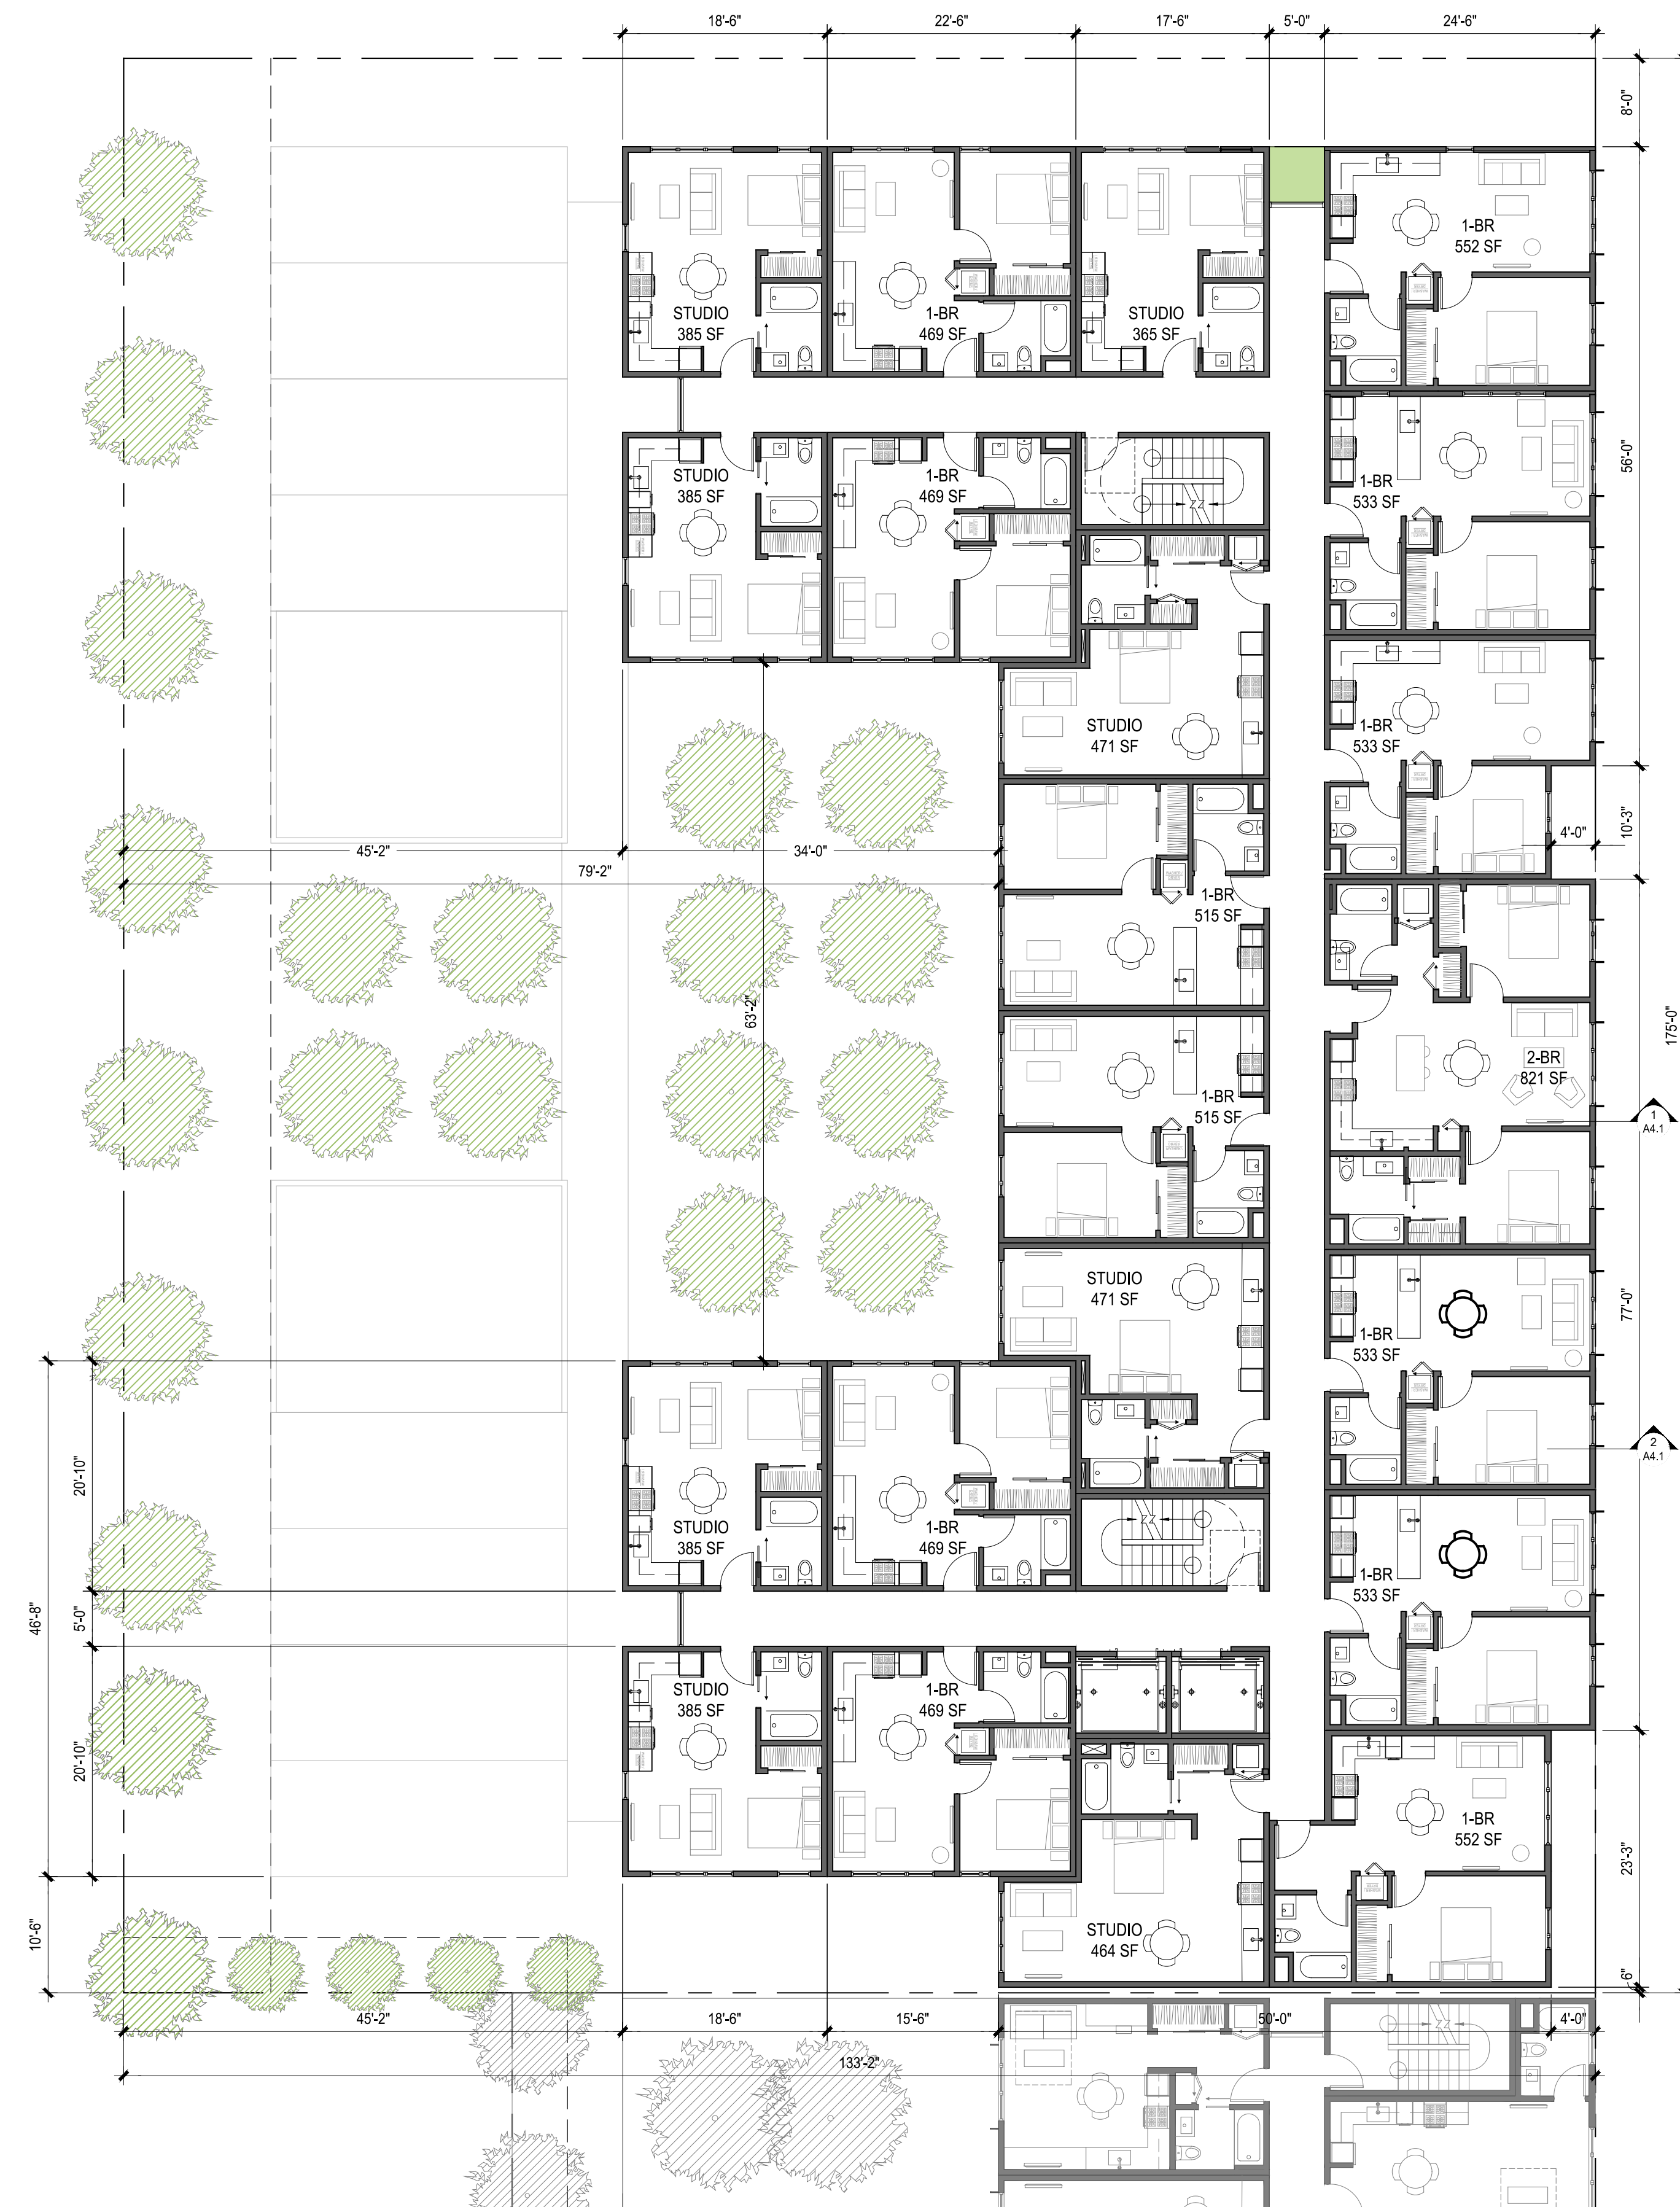 18'-6"
22'-6"
17'-6"
5'-0"
24'-6"
8'-0"
1-BR
552 SF
STUDIO
385 SF
1-BR
469 SF
STUDIO
365 SF
56'-0"
STUDIO
385 SF
1-BR
469 SF
1-BR
533 SF
STUDIO
471 SF
1-BR
533 SF
10'-3"
4'-0"
45'-2"
34'-0"
79'-2"
1-BR
515 SF
63'-2"
175'-0"
2-BR
821 SF
1-BR
515 SF
1
A4.1
STUDIO
471 SF
77'-0"
1-BR
533 SF
2
A4.1
20'-10"
STUDIO
385 SF
1-BR
469 SF
1-BR
533 SF
46'-8"
5'-0"
STUDIO
385 SF
1-BR
469 SF
20'-10"
1-BR
552 SF
23'-3"
10'-6"
STUDIO
464 SF
6"
45'-2"
18'-6"
15'-6"
50'-0"
4'-0"
133'-2"